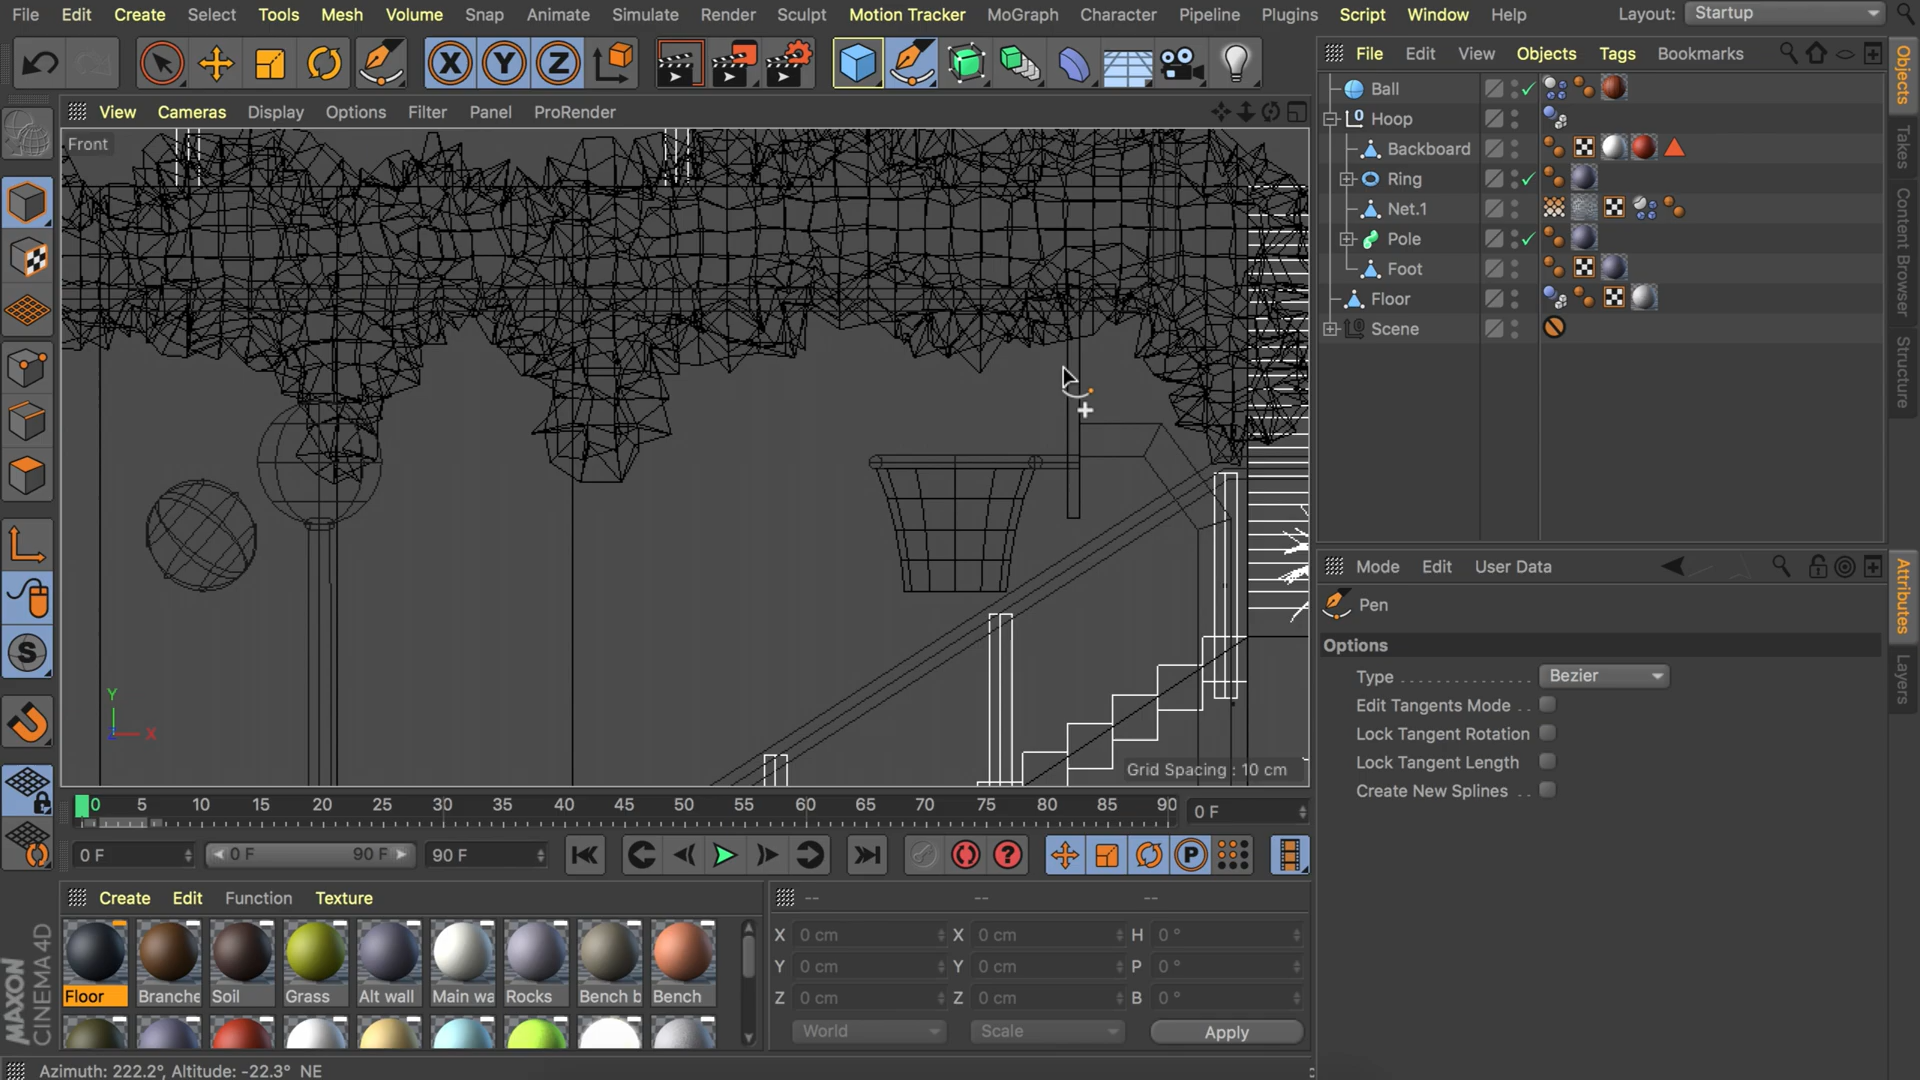 File Edit Create Select Tools Mesh Volume Snap Animate Simulate Render Sculpt Motion Tracker MoGraph Character Pipeline Plugins Script Window Help Layout: Startup
File Edit View Objects Tags Bookmarks
X Y Z
View Cameras Display Options Filter Panel ProRender
Front
Ball
Hoop
Backboard
Ring
Net.1
Pole
Foot
Floor
Scene
Objects
Takes
Content Browser
Structure
Mode Edit User Data
Pen
Options
Type Bezier
Edit Tangents Mode
Lock Tangent Rotation
Lock Tangent Length
Create New Splines
Attributes
Layers
Y
Z X
Grid Spacing : 10 cm
0 5 10 15 20 25 30 35 40 45 50 55 60 65 70 75 80 85 90 0 F
0 F 0 F 90 F 90 F
Create Edit Function Texture
Floor Branche Soil Grass Alt wall Main wa Rocks Bench b Bench
-- -- --
X 0 cm X 0 cm H 0 °
Y 0 cm Y 0 cm P 0 °
Z 0 cm Z 0 cm B 0 °
World Scale Apply
MAXON
CINEMA 4D
Azimuth: 222.2°, Altitude: -22.3° NE